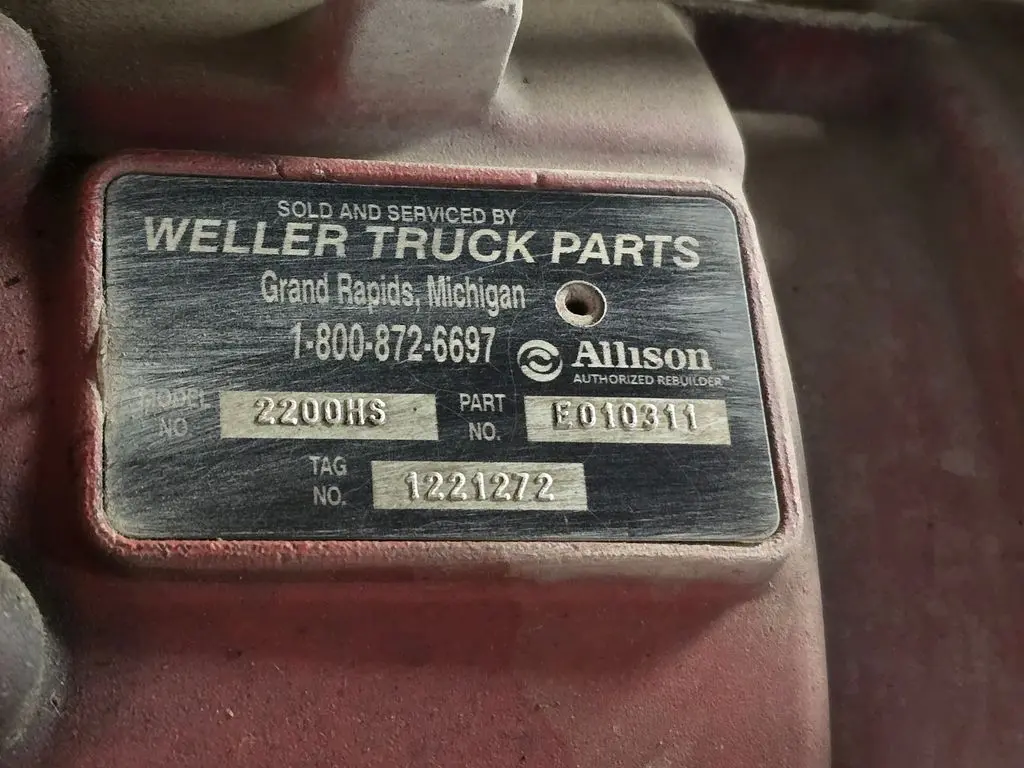 SOLD AND SERVICED BY
WELLER TRUCK PARTS
Grand Rapids, Michigan
1-800-872-6697
Allison
AUTHORIZED REBUILDER™
MODEL NO. 2200HS PART NO. E010311
TAG NO. 1221272